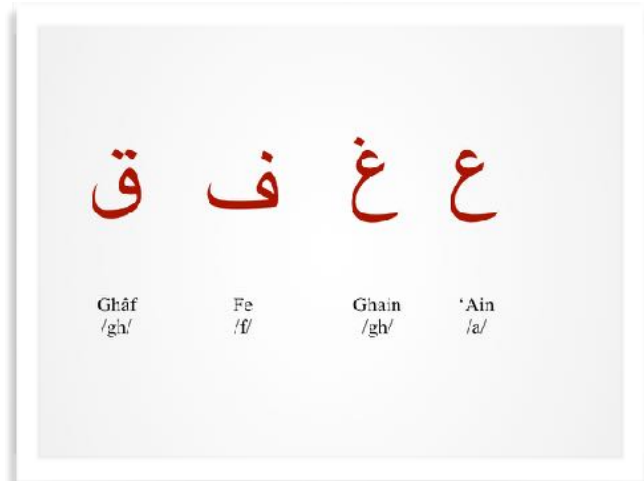 ق ف غ ع
Ghâf Fe Ghain ‘Ain
/gh/ /f/ /gh/ /a/